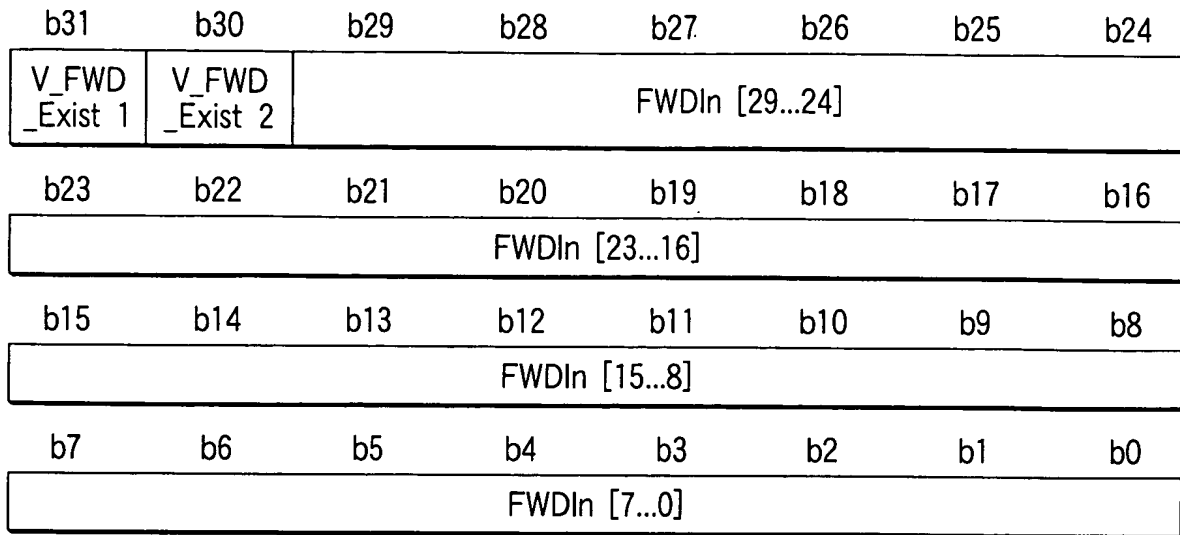 b31 b30 b29 b28 b27 b26 b25 b24
V_FWD _Exist 1 V_FWD _Exist 2 FWDIn [29...24]
b23 b22 b21 b20 b19 b18 b17 b16
FWDIn [23...16]
b15 b14 b13 b12 b11 b10 b9 b8
FWDIn [15...8]
b7 b6 b5 b4 b3 b2 b1 b0
FWDIn [7...0]